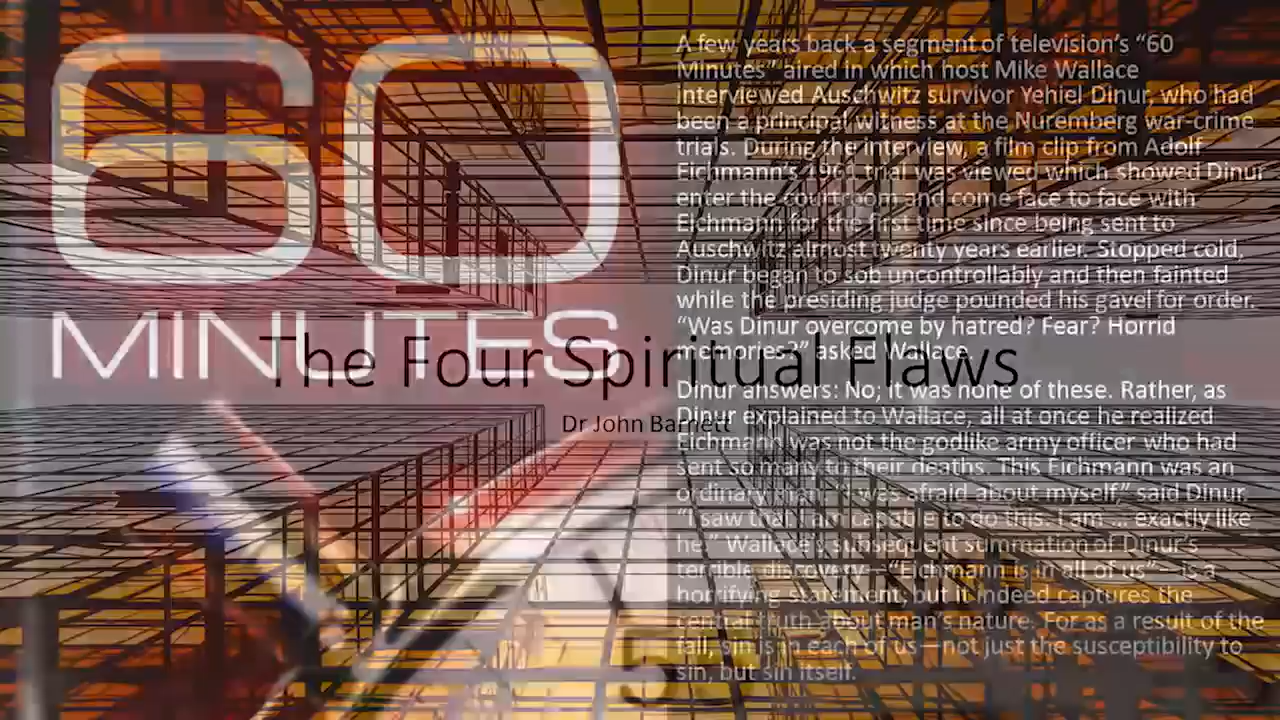 60
MINUTES
The Four Spiritual Flaws
Dr John Barnett
A few years back a segment of television's “60
Minutes” aired in which host Mike Wallace
interviewed Auschwitz survivor Yehiel Dinur, who had
been a principal witness at the Nuremberg war-crime
trials. During the interview, a film clip from Adolf
Eichmann's 1961 trial was viewed which showed Dinur
enter the courtroom and come face to face with
Eichmann for the first time since being sent to
Auschwitz almost twenty years earlier. Stopped cold,
Dinur began to sob uncontrollably and then fainted
while the presiding judge pounded his gavel for order.
“Was Dinur overcome by hatred? Fear? Horrid
memories?” asked Wallace.
Dinur answers: No; it was none of these. Rather, as
Dinur explained to Wallace, all at once he realized
Eichmann was not the godlike army officer who had
sent so many to their deaths. This Eichmann was an
ordinary man. “I was afraid about myself,” said Dinur.
“I saw that I am capable to do this. I am ... exactly like
he.” Wallace's subsequent summation of Dinur's
terrible discovery—“Eichmann is in all of us”—is a
horrifying statement; but it indeed captures the
central truth about man's nature. For as a result of the
fall, sin is in each of us—not just the susceptibility to
sin, but sin itself.
5